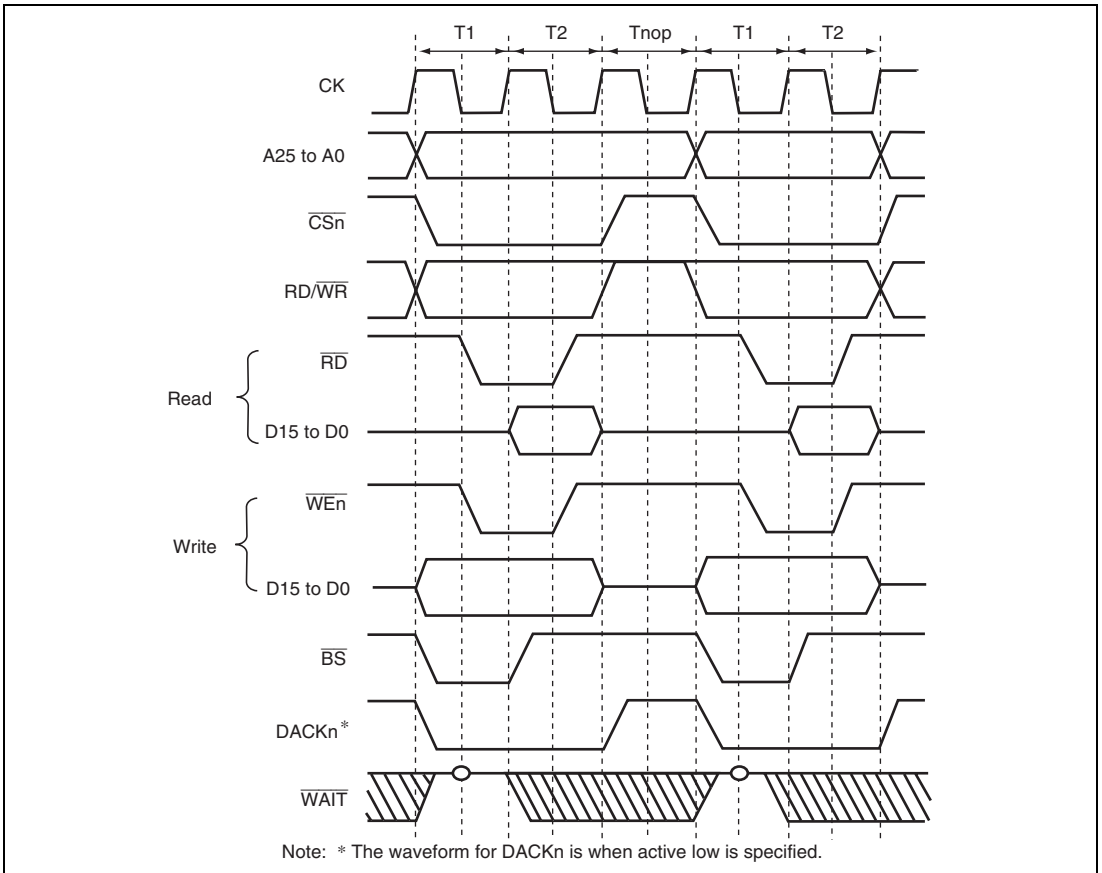 T1 T2 Tnop T1 T2
CK
A25 to A0
CSn
RD/WR
RD
Read
D15 to D0
WEn
Write
D15 to D0
BS
DACKn*
WAIT
Note: * The waveform for DACKn is when active low is specified.